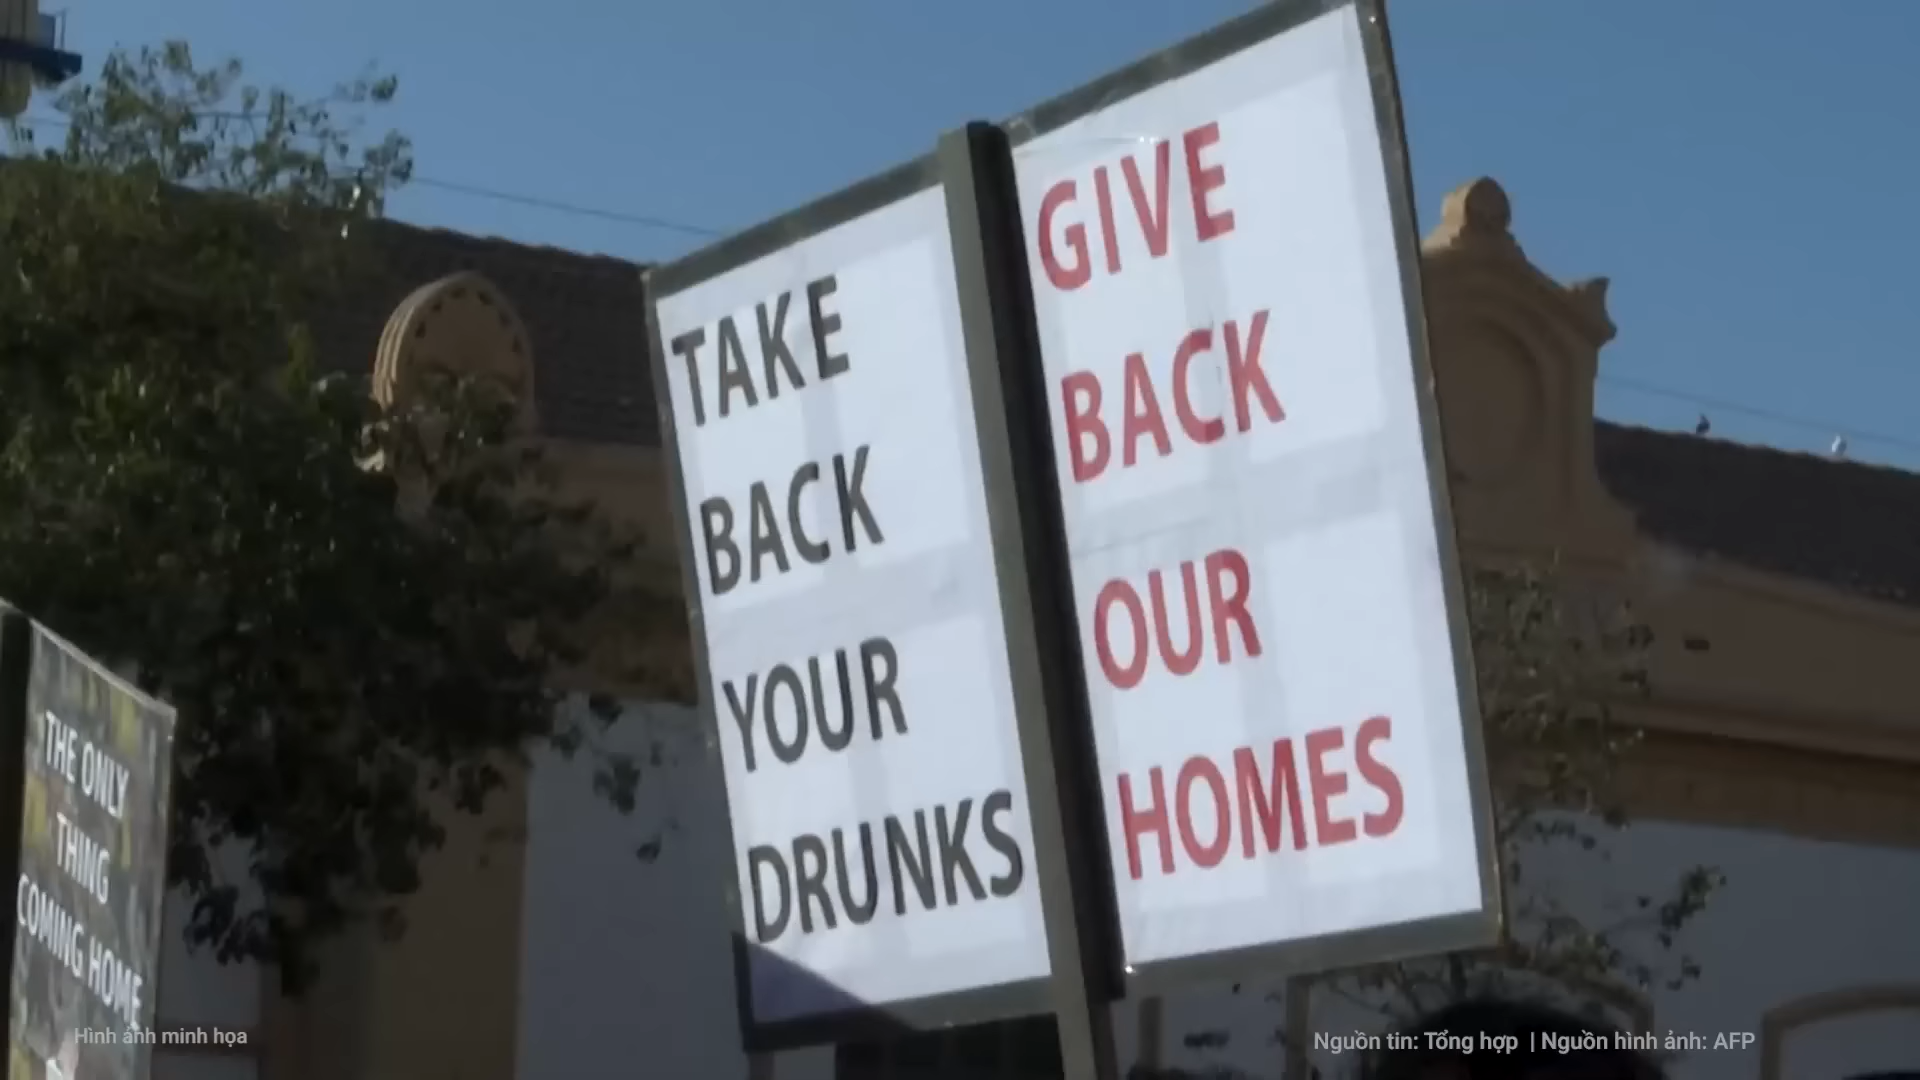 TAKE
BACK
YOUR
DRUNKS
GIVE
BACK
OUR
HOMES
THE ONLY
THING
COMING HOME
Hình ảnh minh họa
Nguồn tin: Tổng hợp | Nguồn hình ảnh: AFP